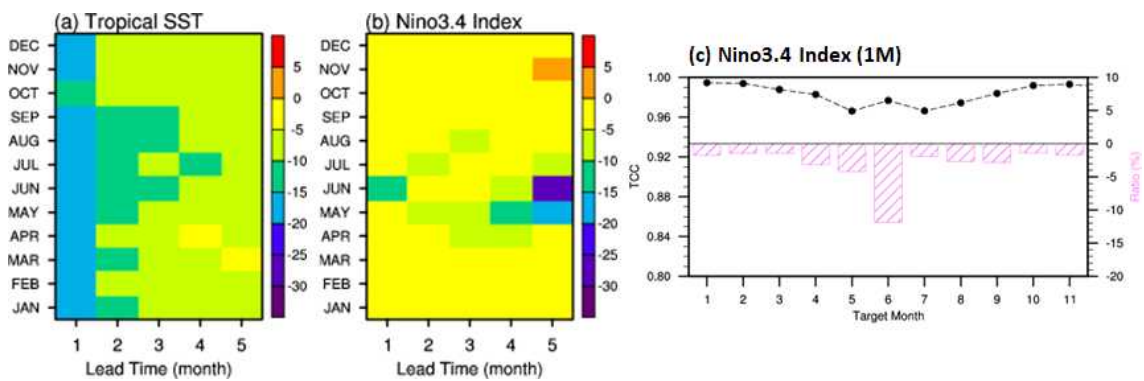 (a) Tropical SST
DEC
NOV
OCT
SEP
AUG
JUL
JUN
MAY
APR
MAR
FEB
JAN
1 2 3 4 5
Lead Time (month)
5
0
-5
-10
-15
-20
-25
-30
(b) Nino3.4 Index
DEC
NOV
OCT
SEP
AUG
JUL
JUN
MAY
APR
MAR
FEB
JAN
1 2 3 4 5
Lead Time (month)
5
0
-5
-10
-15
-20
-25
-30
(c) Nino3.4 Index (1M)
TCC
1.00
0.96
0.92
0.88
0.84
0.80
1 2 3 4 5 6 7 8 9 10 11
Target Month
10
5
0
-5
-10
-15
-20
Ratio (%)